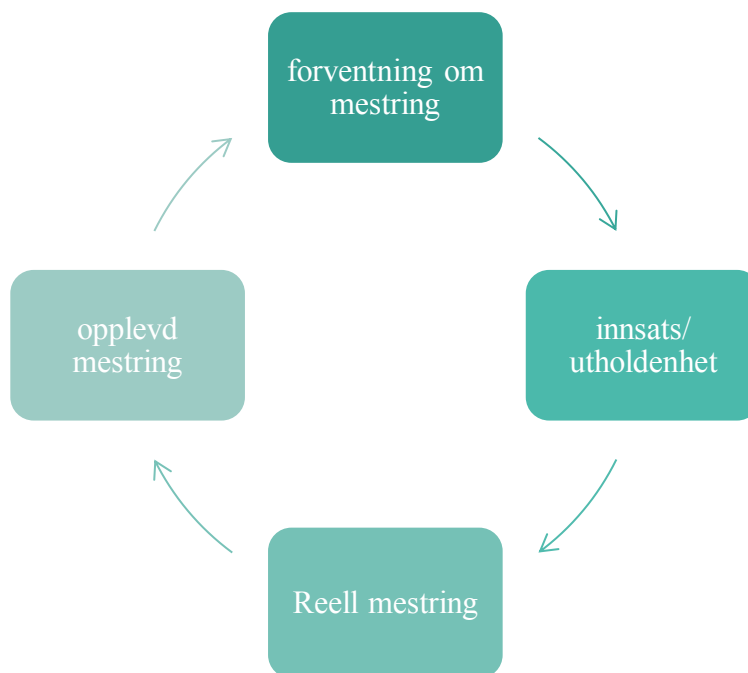 forventning om
mestring
innsats/
utholdenhet
Reell mestring
opplevd
mestring